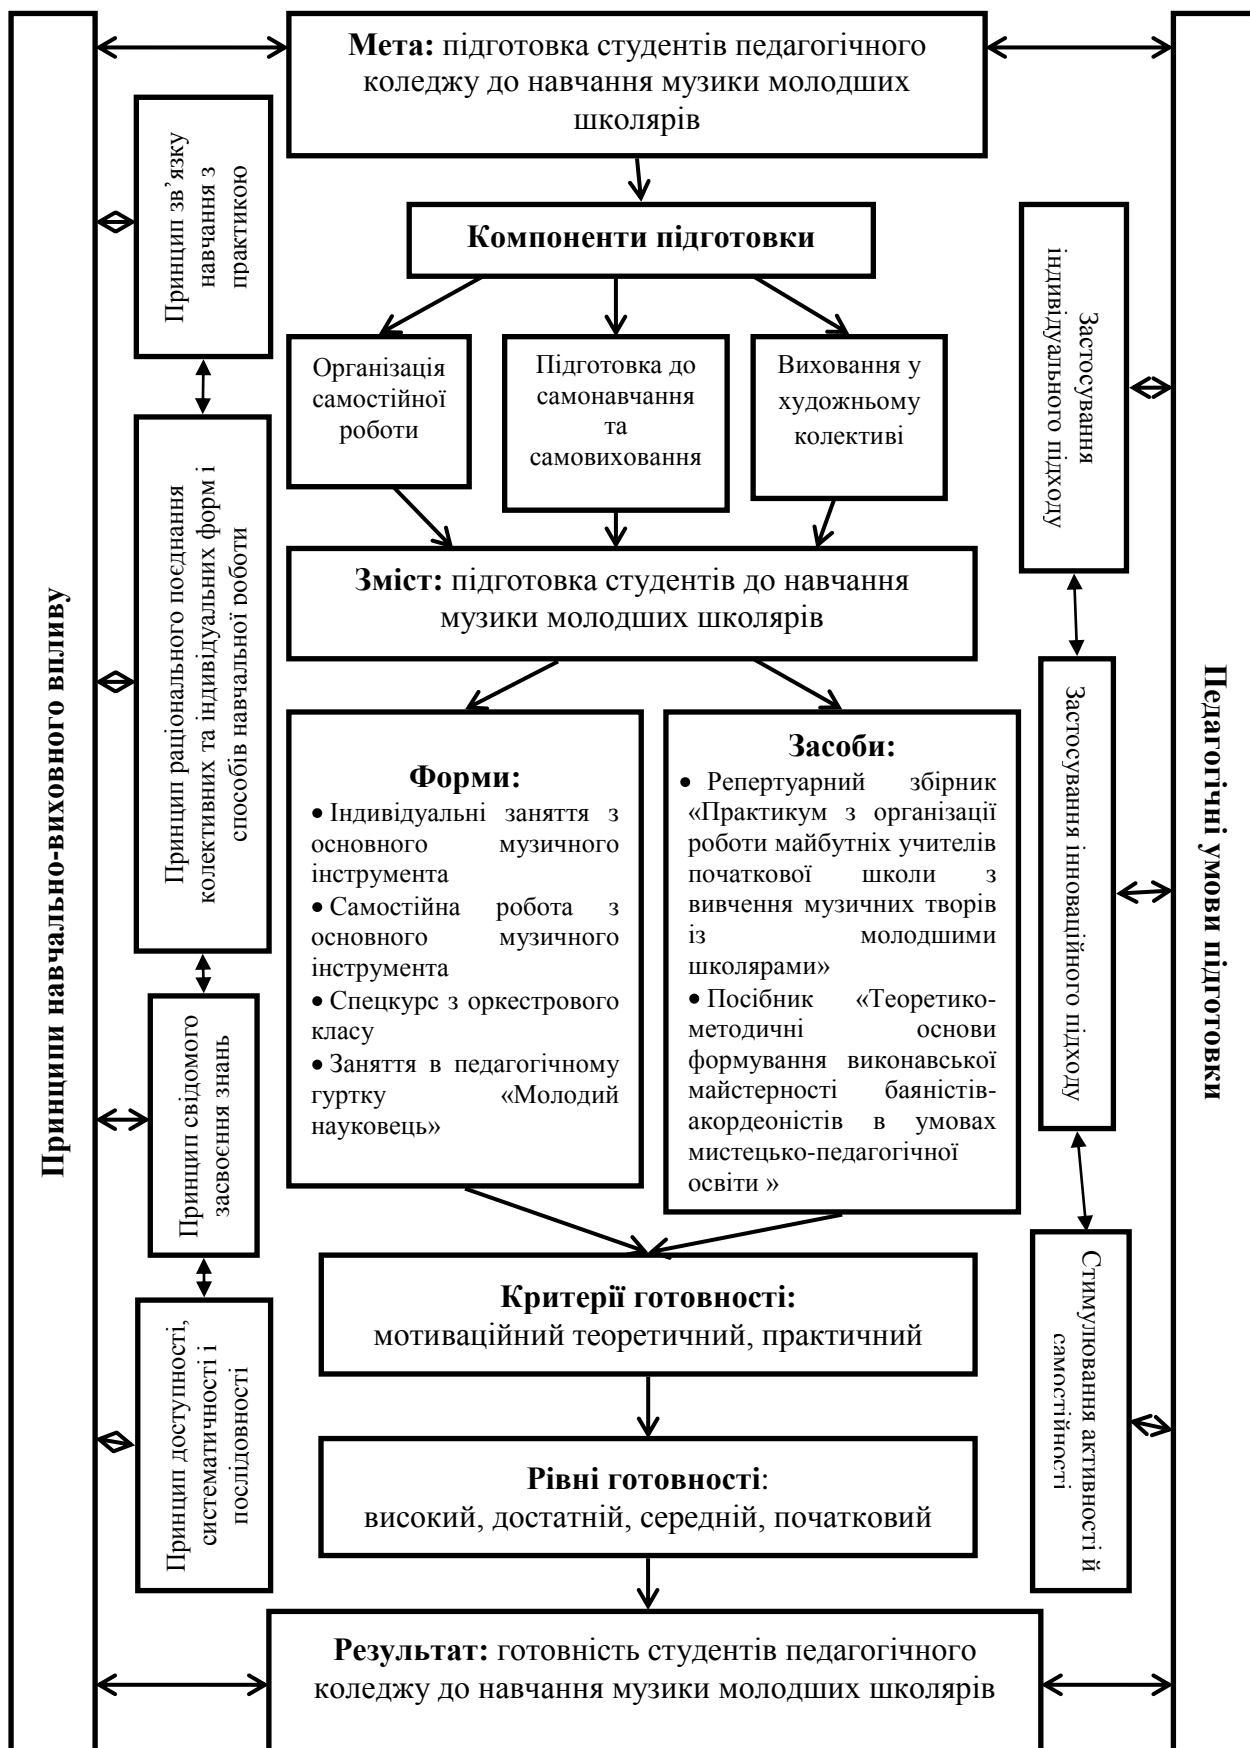 Принципи навчально-виховного впливу
Мета: підготовка студентів педагогічного
коледжу до навчання музики молодших
школярів
Принцип зв’язку
навчання з
практикою
Компоненти підготовки
Організація
самостійної
роботи
Підготовка до
самонавчання
та
самовиховання
Виховання у
художньому
колективі
Застосування
індивідуального підходу
Принцип раціонального поєднання
колективних та індивідуальних форм і
способів навчальної роботи
Зміст: підготовка студентів до навчання
музики молодших школярів
Форми:
• Індивідуальні заняття з
основного музичного
інструмента
• Самостійна робота з
основного музичного
інструмента
• Спецкурс з оркестрового
класу
• Заняття в педагогічному
гуртку «Молодий
науковець»
Засоби:
• Репертуарний збірник
«Практикум з організації
роботи майбутніх учителів
початкової школи з
вивчення музичних творів
із молодшими
школярами»
• Посібник «Теоретико-
методичні основи
формування виконавської
майстерності баяністів-
акордеоністів в умовах
мистецько-педагогічної
освіти »
Застосування інноваційного підходу
Педагогічні умови підготовки
Принцип свідомого
засвоєння знань
Критерії готовності:
мотиваційний теоретичний, практичний
Стимулювання активності й
самостійності
Принцип доступності,
систематичності і
послідовності
Рівні готовності:
високий, достатній, середній, початковий
Результат: готовність студентів педагогічного
коледжу до навчання музики молодших школярів